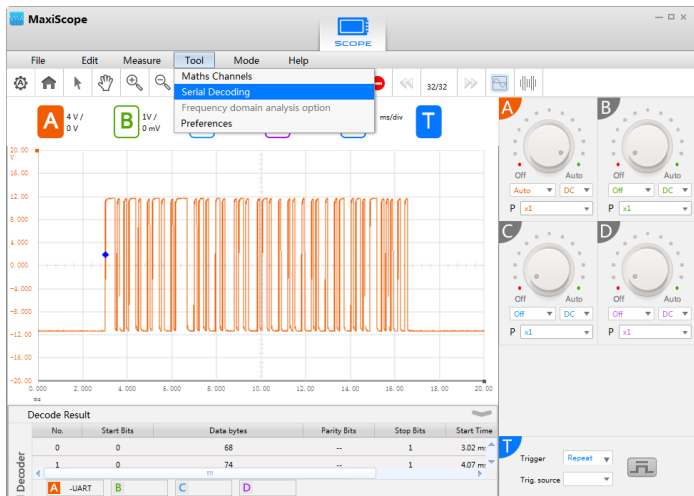 MaxiScope
SCOPE
File Edit Measure Tool Mode Help
Maths Channels
Serial Decoding
Frequency domain analysis option
Preferences
32/32
A 4 V/ 0 V
B 1V/ 0 mV
ms/div
T
20.00
V
16.00
12.00
8.000
4.000
0.000
-4.000
-8.000
-12.00
-16.00
-20.00
0.000 2.000 4.000 6.000 8.000 10.00 12.00 14.00 16.00 18.00 20.00
ms
A
Off Auto
Auto DC
P x1
B
Off Auto
Off DC
P x1
C
Off Auto
Off DC
P x1
D
Off Auto
Off DC
P x1
Decode Result
No. Start Bits Data bytes Parity Bits Stop Bits Start Time
0 0 68 -- 1 3.02 m
1 0 74 -- 1 4.07 m
Decoder
A -UART B C D
T
Trigger Repeat
Trig. source